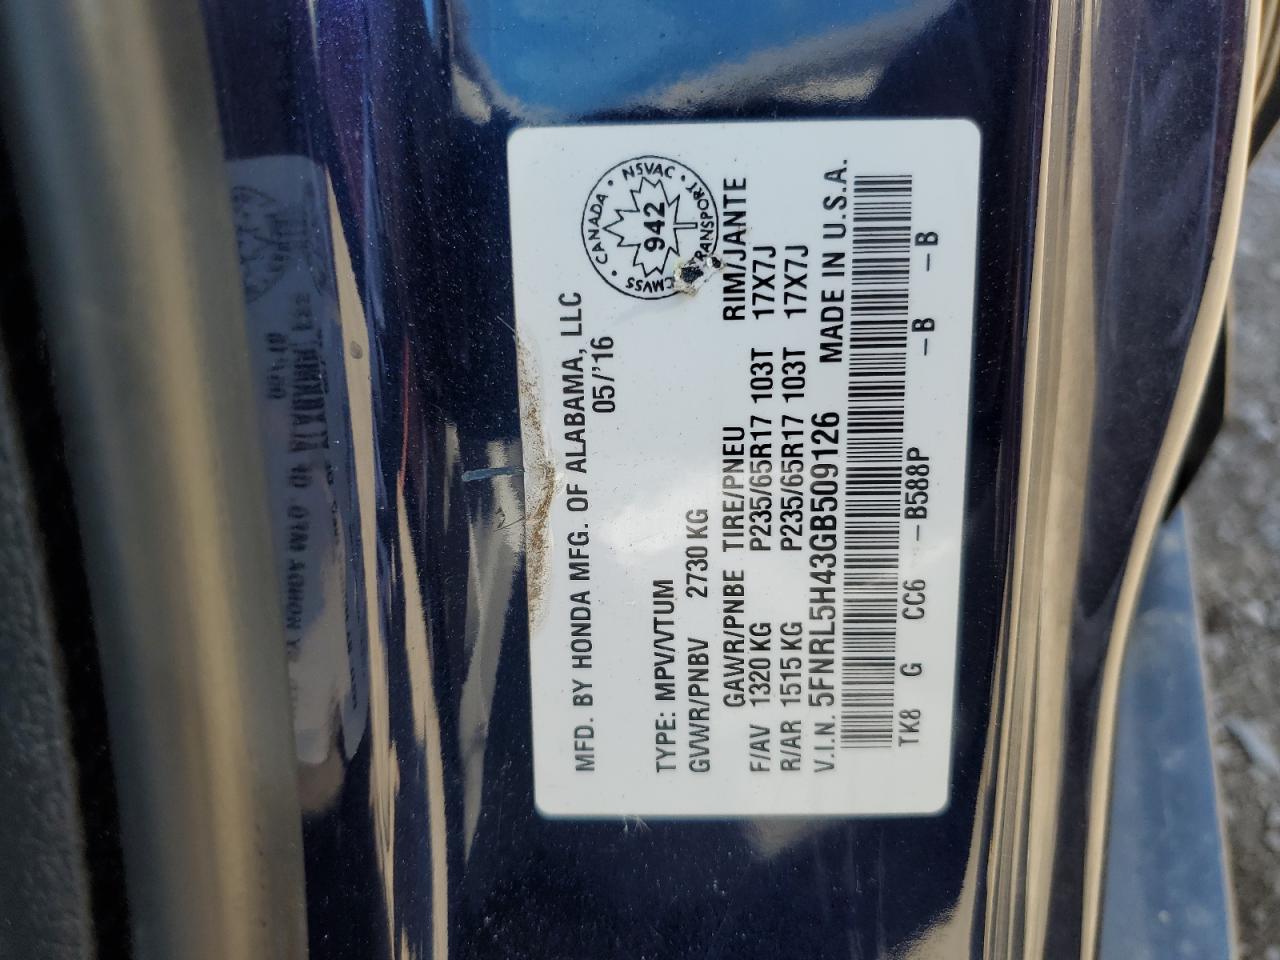 MFD. BY HONDA MFG. OF ALABAMA, LLC
05/'16
CANADA • NSVAC • TRANSPORT CMVSS •
942
TYPE: MPV/VTUM
GVWR/PNBV 2730 KG
GAWR/PNBE TIRE/PNEU RIM/JANTE
F/AV 1320 KG P235/65R17 103T 17X7J
R/AR 1515 KG P235/65R17 103T 17X7J
V.I.N. 5FNRL5H43GB509126 MADE IN U.S.A.
TK8 G CC6 -B588P -B -B